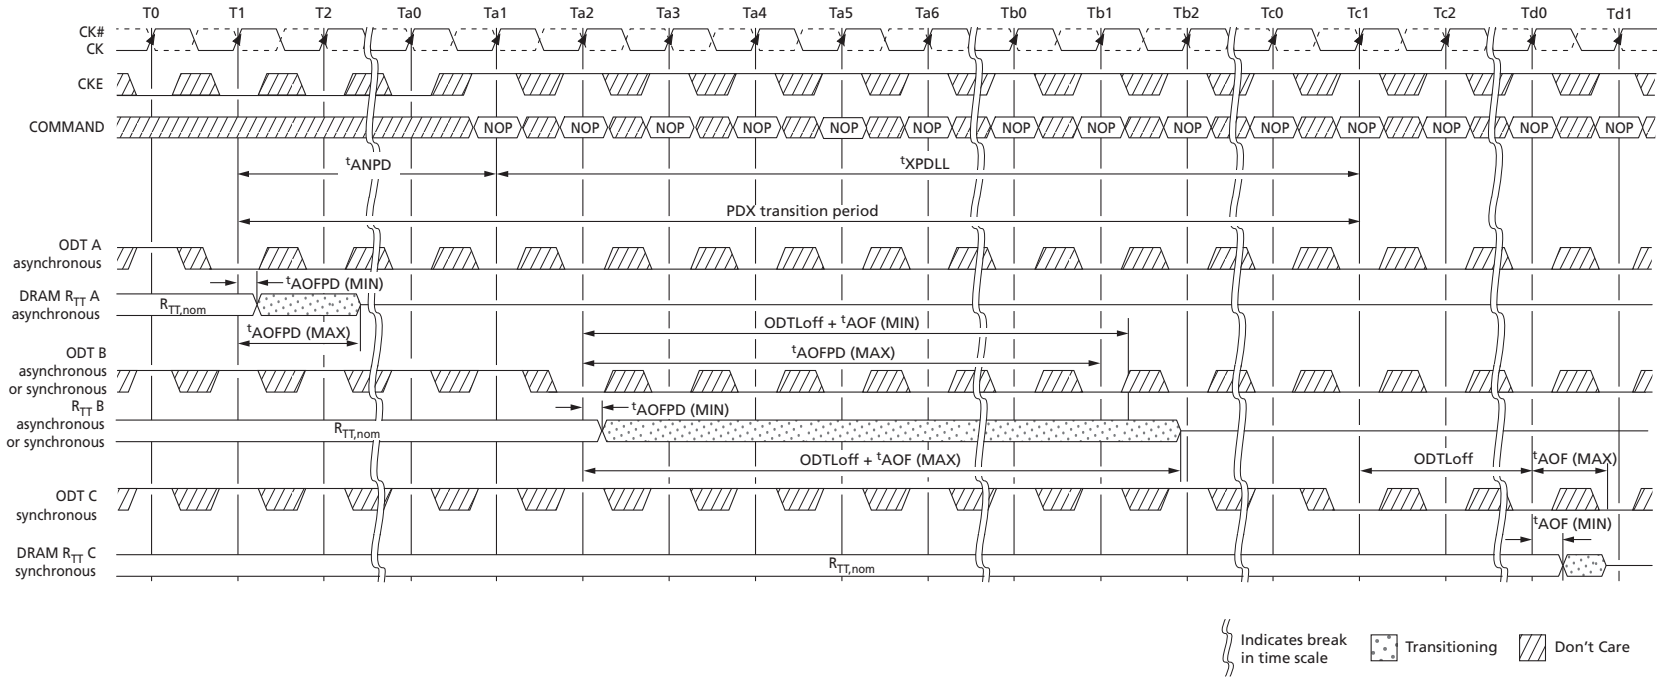 T0 T1 T2 Ta0 Ta1 Ta2 Ta3 Ta4 Ta5 Ta6 Tb0 Tb1 Tb2 Tc0 Tc1 Tc2 Td0 Td1
CK#
CK
CKE
COMMAND NOP NOP NOP NOP NOP NOP NOP NOP NOP NOP NOP NOP NOP NOP
tANPD tXPDLL
PDX transition period
ODT A
asynchronous
tAOFPD (MIN)
DRAM RTT A
asynchronous
RTT,nom
tAOFPD (MAX)
ODTLoff + tAOF (MIN)
tAOFPD (MAX)
ODT B
asynchronous
or synchronous
tAOFPD (MIN)
RTT B
asynchronous
or synchronous
RTT,nom
ODTLoff + tAOF (MAX)
ODTLoff tAOF (MAX)
ODT C
synchronous
tAOF (MIN)
DRAM RTT C
synchronous
RTT,nom
Indicates break
in time scale
Transitioning
Don't Care